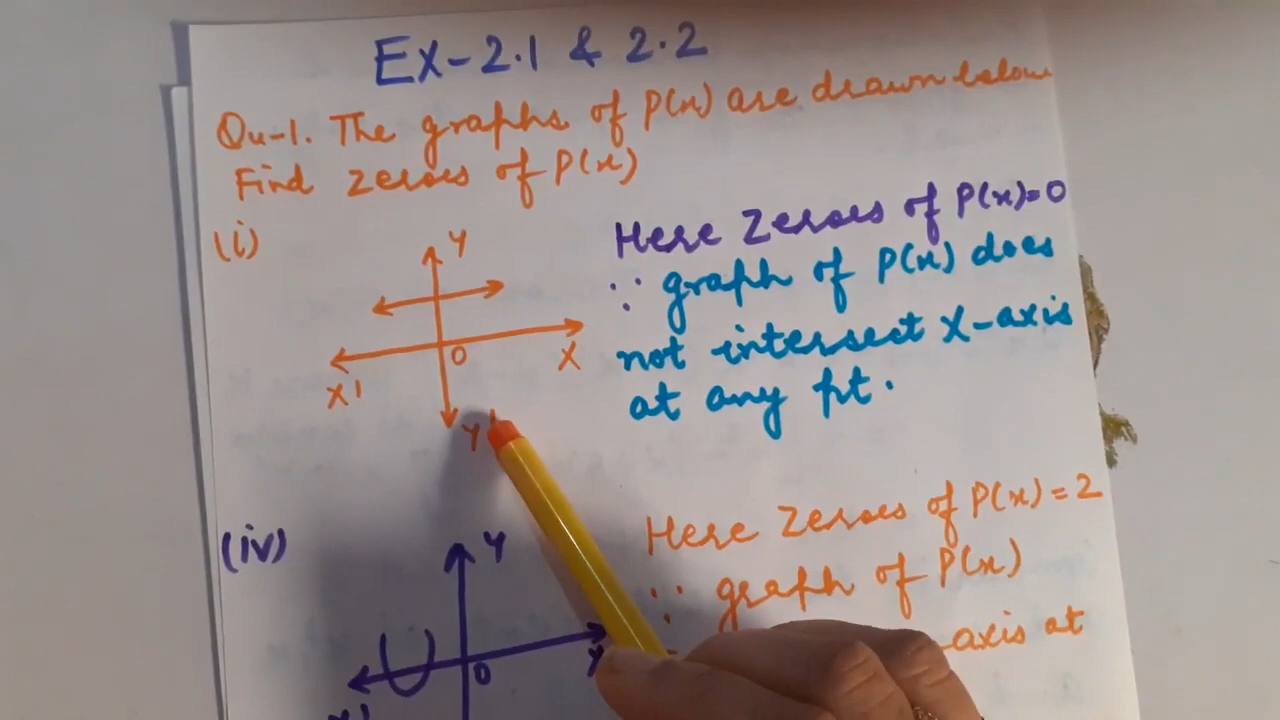 Ex-2.1 & 2.2
Qu-1. The graphs of P(x) are drawn below
Find zeroes of P(x)
(i)
Y
X' O X
Y
Here Zeroes of P(x)=0
∵ graph of P(x) does
not intersect X-axis
at any pt.
(iv)
Y
O
X'
Here Zeroes of P(x)=2
∵ graph of P(x)
-axis at